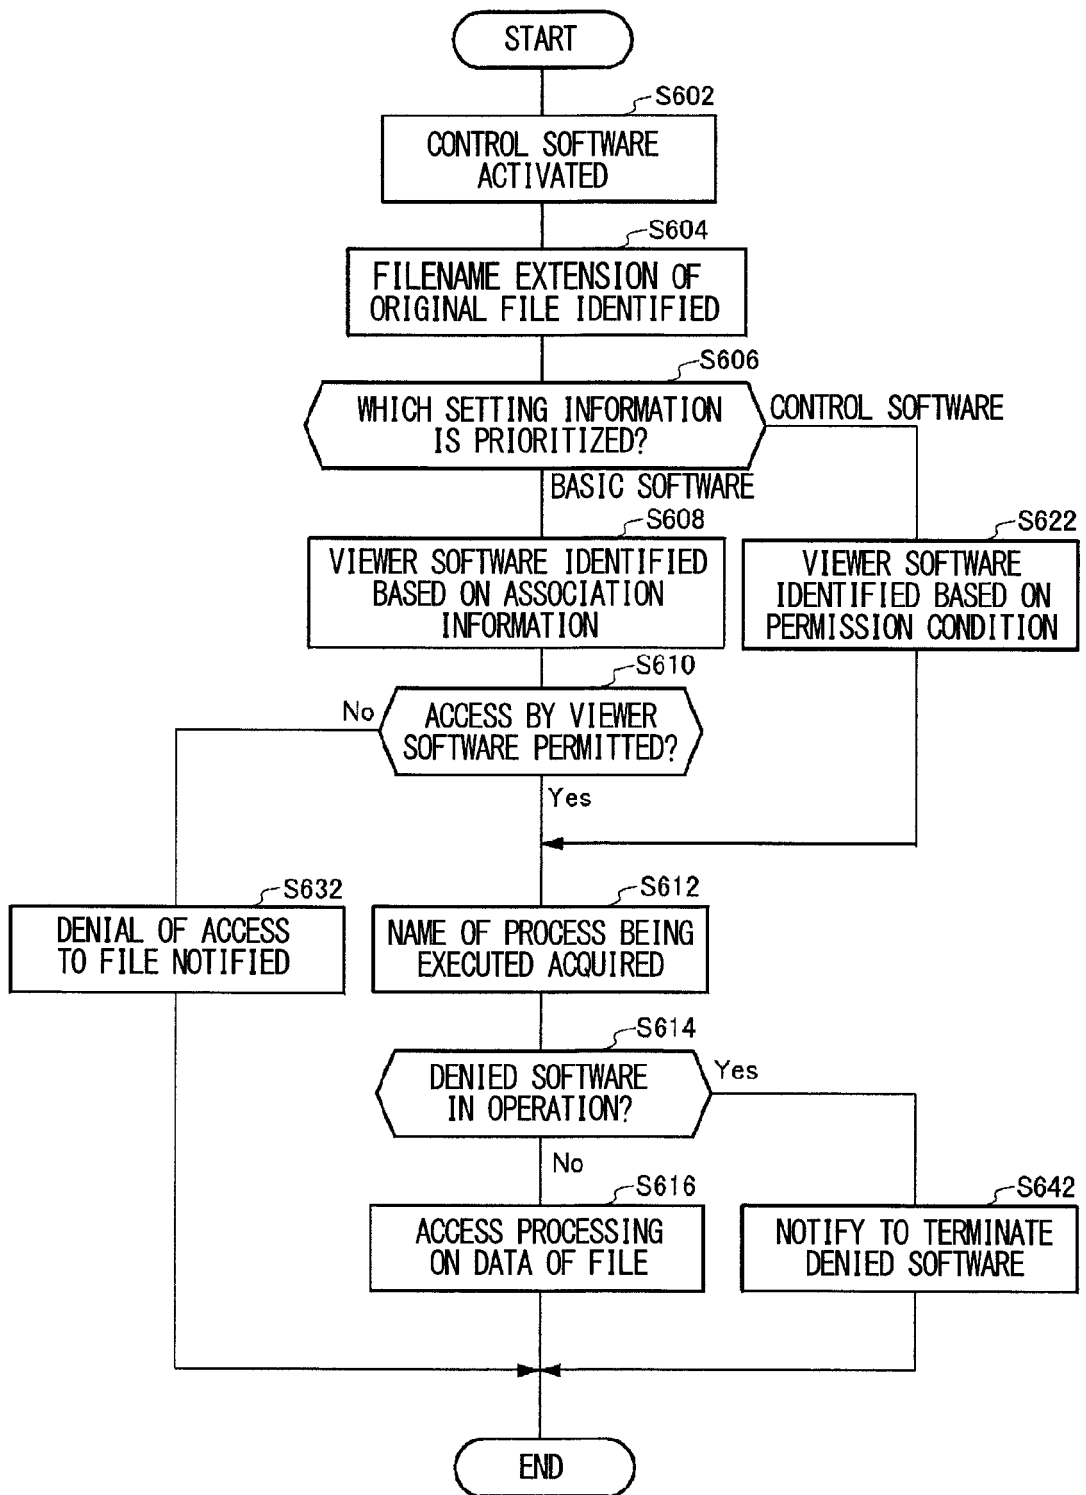 START
S602
CONTROL SOFTWARE
ACTIVATED
S604
FILENAME EXTENSION OF
ORIGINAL FILE IDENTIFIED
S606
WHICH SETTING INFORMATION
IS PRIORITIZED?
CONTROL SOFTWARE
BASIC SOFTWARE
S608
VIEWER SOFTWARE IDENTIFIED
BASED ON ASSOCIATION
INFORMATION
S622
VIEWER SOFTWARE
IDENTIFIED BASED ON
PERMISSION CONDITION
S610
No
ACCESS BY VIEWER
SOFTWARE PERMITTED?
Yes
S632
DENIAL OF ACCESS
TO FILE NOTIFIED
S612
NAME OF PROCESS BEING
EXECUTED ACQUIRED
S614
DENIED SOFTWARE
IN OPERATION?
Yes
No
S616
ACCESS PROCESSING
ON DATA OF FILE
S642
NOTIFY TO TERMINATE
DENIED SOFTWARE
END